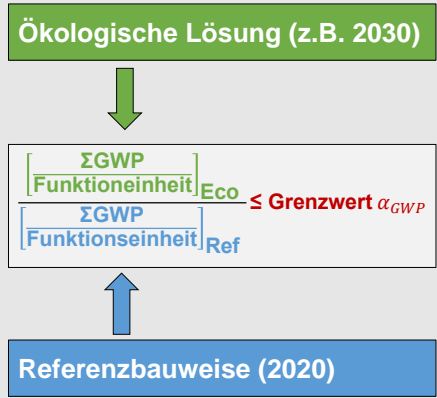 Ökologische Lösung (z.B. 2030)
[ΣGWP
Funktioneinheit]Eco
≤ Grenzwert α_GWP
[ΣGWP
Funktionseinheit]Ref
Referenzbauweise (2020)